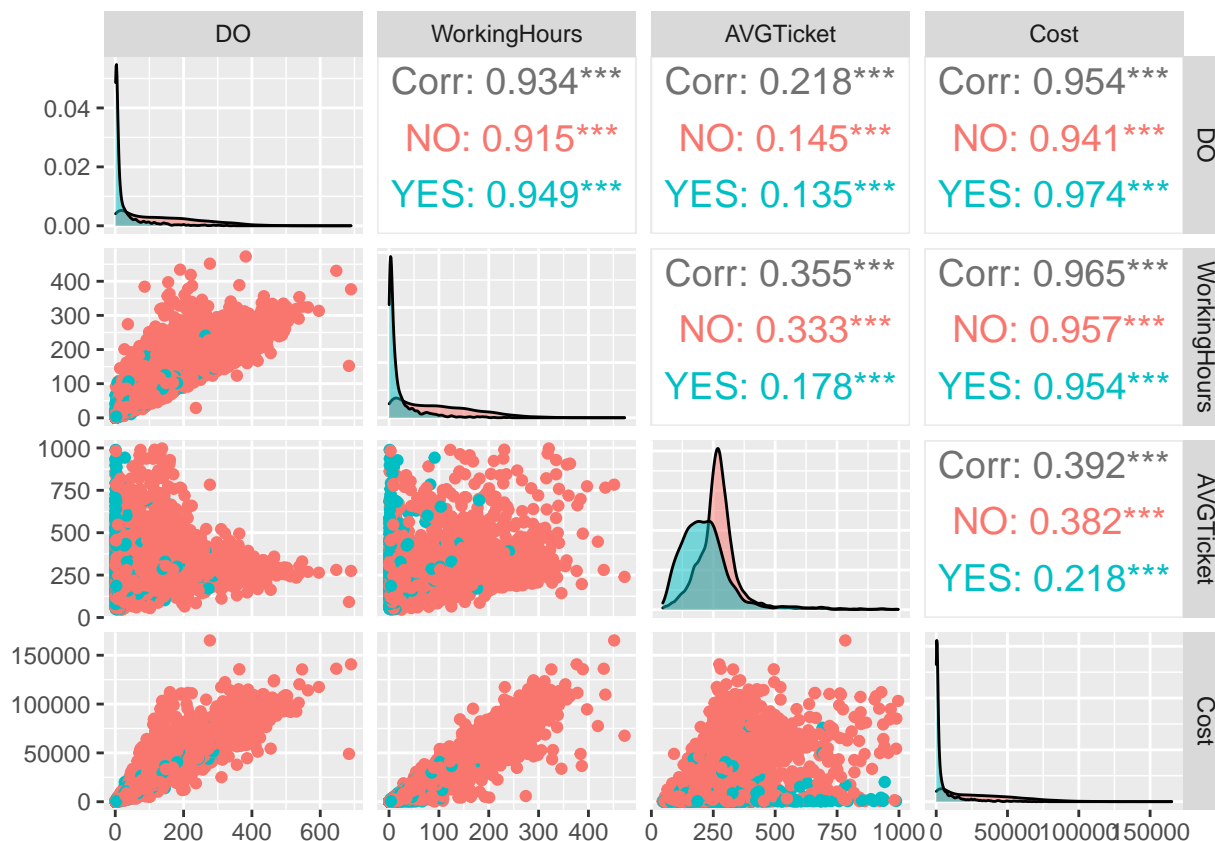 DO WorkingHours AVGTicket Cost
Corr: 0.934*** Corr: 0.218*** Corr: 0.954***
NO: 0.915*** NO: 0.145*** NO: 0.941***
YES: 0.949*** YES: 0.135*** YES: 0.974***
DO
0.04
0.02
0.00
Corr: 0.355*** Corr: 0.965***
NO: 0.333*** NO: 0.957***
YES: 0.178*** YES: 0.954***
WorkingHours
400
300
200
100
0
Corr: 0.392***
NO: 0.382***
YES: 0.218***
AVGTicket
1000
750
500
250
0
Cost
150000
100000
50000
0
0 200 400 600 0 100 200 300 400 0 250 500 750 1000 0 50000 100000 150000